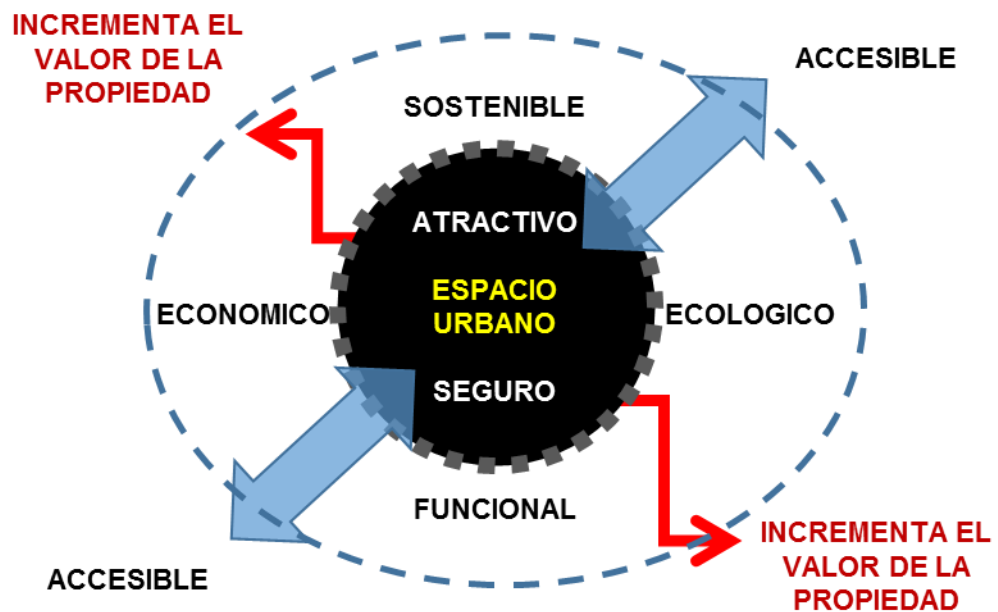 INCREMENTA EL
VALOR DE LA
PROPIEDAD
ACCESIBLE
SOSTENIBLE
ATRACTIVO
ESPACIO
URBANO
ECONOMICO
ECOLOGICO
SEGURO
FUNCIONAL
ACCESIBLE
INCREMENTA EL
VALOR DE LA
PROPIEDAD